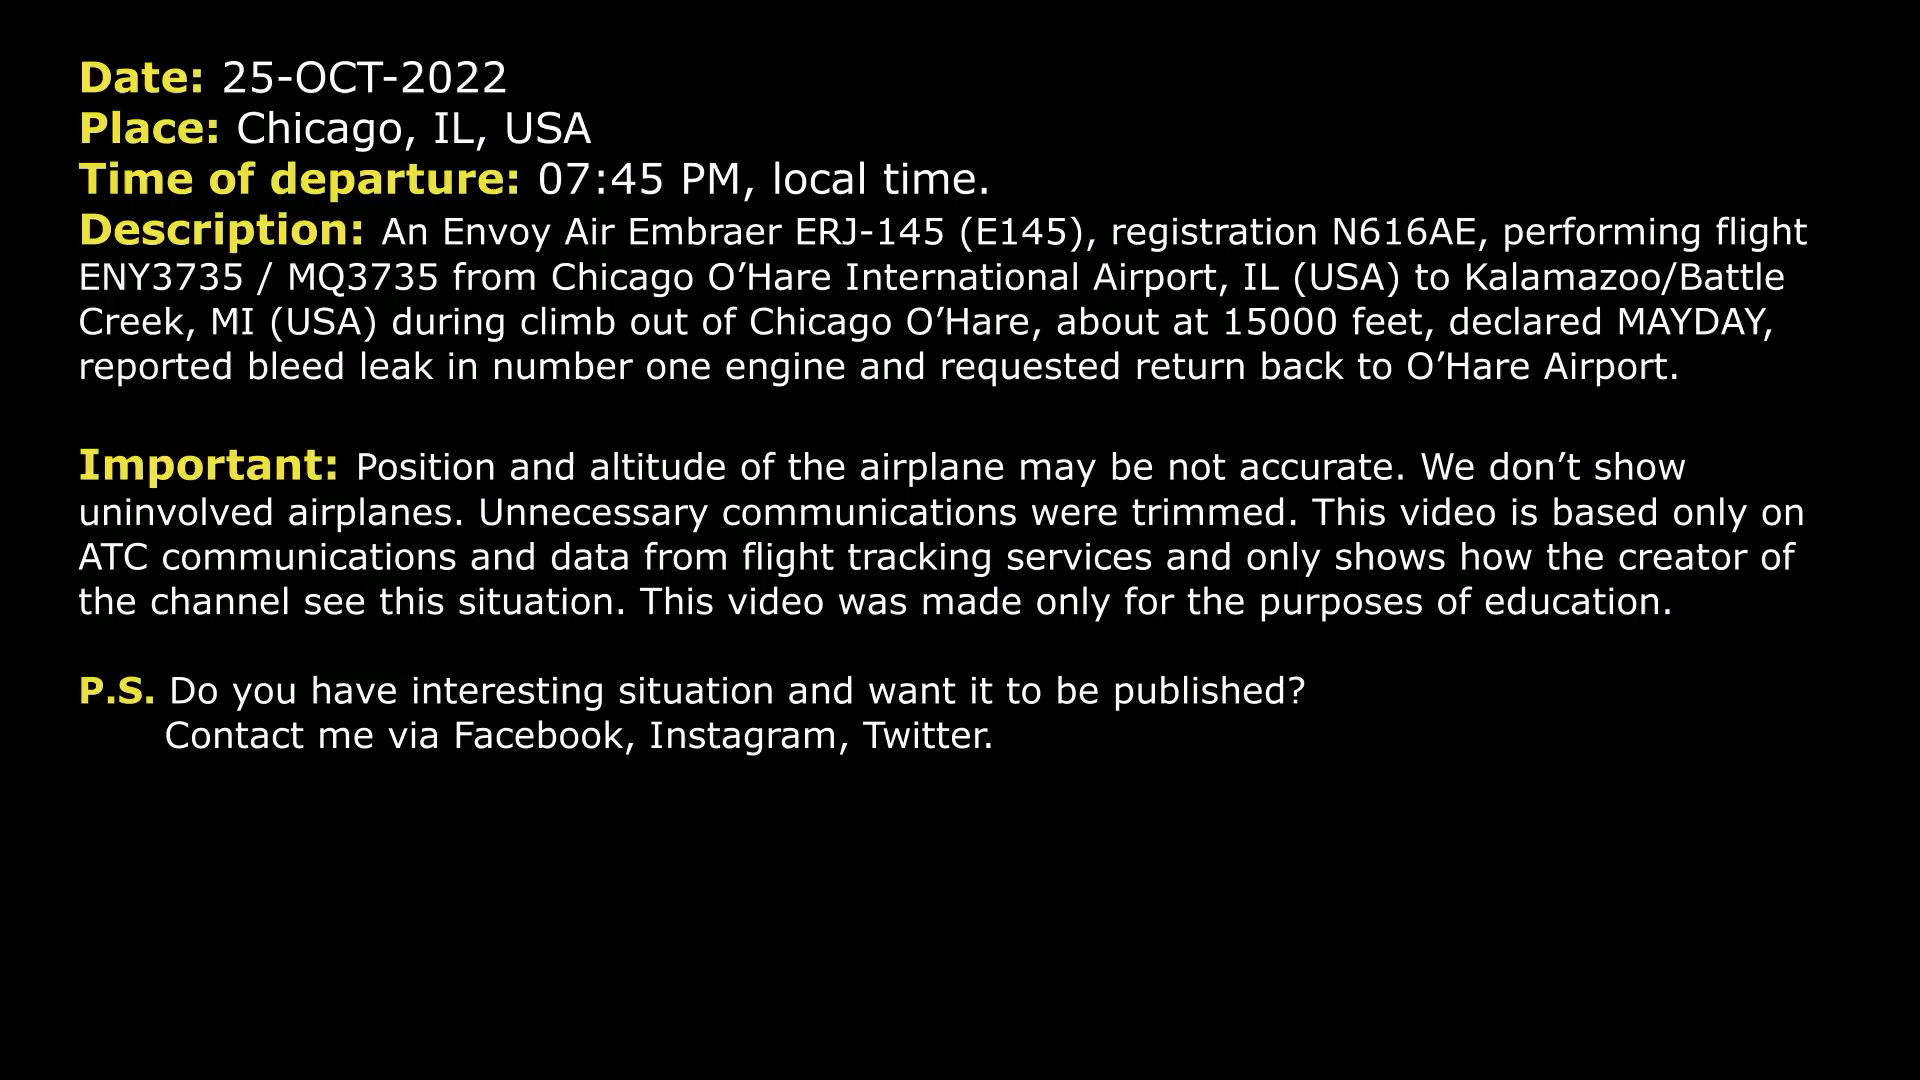 Date: 25-OCT-2022
Place: Chicago, IL, USA
Time of departure: 07:45 PM, local time.
Description: An Envoy Air Embraer ERJ-145 (E145), registration N616AE, performing flight
ENY3735 / MQ3735 from Chicago O’Hare International Airport, IL (USA) to Kalamazoo/Battle
Creek, MI (USA) during climb out of Chicago O’Hare, about at 15000 feet, declared MAYDAY,
reported bleed leak in number one engine and requested return back to O’Hare Airport.
Important: Position and altitude of the airplane may be not accurate. We don’t show
uninvolved airplanes. Unnecessary communications were trimmed. This video is based only on
ATC communications and data from flight tracking services and only shows how the creator of
the channel see this situation. This video was made only for the purposes of education.
P.S. Do you have interesting situation and want it to be published?
Contact me via Facebook, Instagram, Twitter.